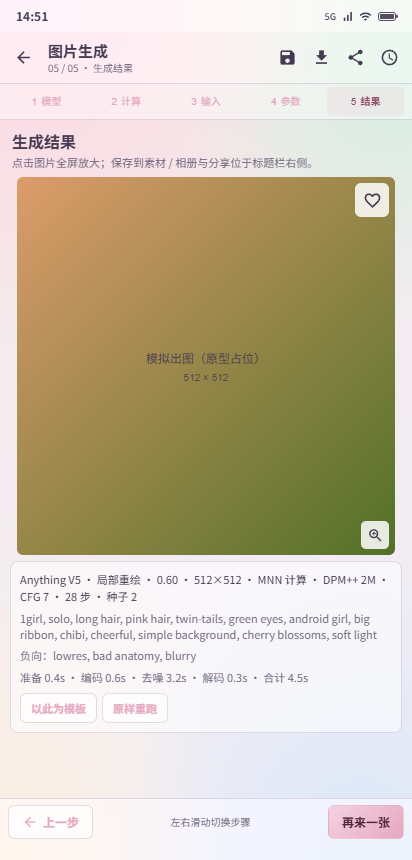 14:51
5G
图片生成
05 / 05 · 生成结果
1 模型
2 计算
3 输入
4 参数
5 结果
生成结果
点击图片全屏放大；保存到素材 / 相册与分享位于标题栏右侧。
模拟出图（原型占位）
512 × 512
Anything V5 · 局部重绘 · 0.60 · 512×512 · MNN 计算 · DPM++ 2M ·
CFG 7 · 28 步 · 种子 2
1girl, solo, long hair, pink hair, twin-tails, green eyes, android girl, big
ribbon, chibi, cheerful, simple background, cherry blossoms, soft light
负向：lowres, bad anatomy, blurry
准备 0.4s · 编码 0.6s · 去噪 3.2s · 解码 0.3s · 合计 4.5s
以此为模板
原样重跑
上一步
左右滑动切换步骤
再来一张